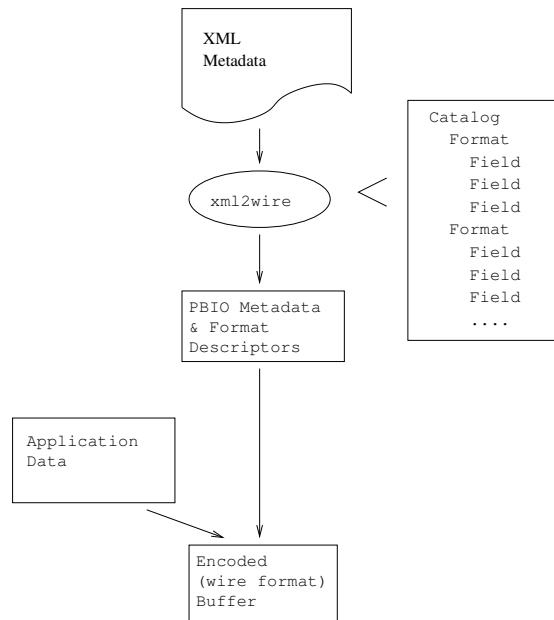 XML
Metadata
xml2wire
Catalog
Format
Field
Field
Field
Format
Field
Field
Field
....
PBIO Metadata
& Format
Descriptors
Application
Data
Encoded
(wire format)
Buffer